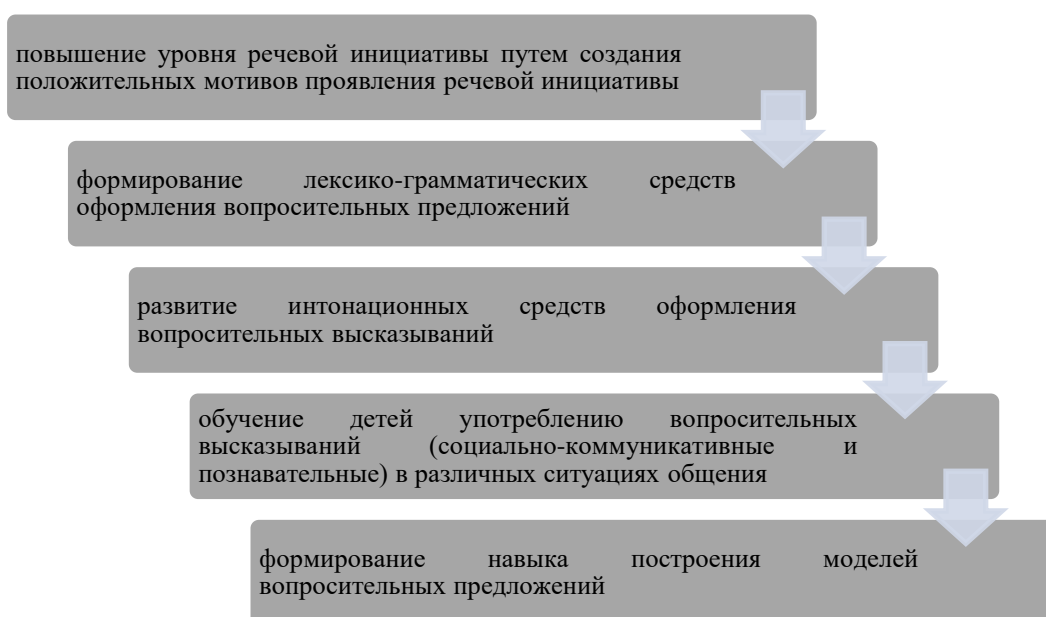 повышение уровня речевой инициативы путем создания
положительных мотивов проявления речевой инициативы
формирование лексико-грамматических средств
оформления вопросительных предложений
развитие интонационных средств оформления
вопросительных высказываний
обучение детей употреблению вопросительных
высказываний (социально-коммуникативные и
познавательные) в различных ситуациях общения
формирование навыка построения моделей
вопросительных предложений